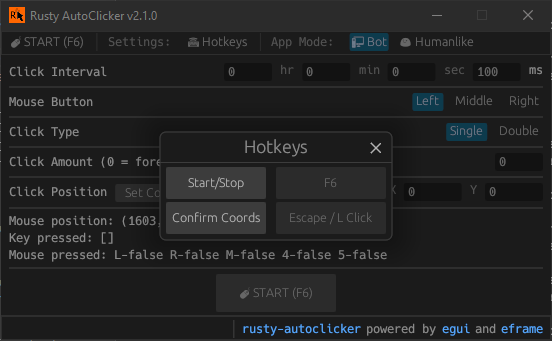 Rusty AutoClicker v2.1.0
START (F6) Settings: Hotkeys App Mode: Bot Humanlike
Click Interval 0 hr 0 min 0 sec 100 ms
Mouse Button Left Middle Right
Click Type Single Double
Hotkeys
Click Amount (0 = fore 0
Start/Stop F6
Click Position Set Co X 0 Y 0
Confirm Coords Escape / L Click
Mouse position: (1603,
Key pressed: []
Mouse pressed: L-false R-false M-false 4-false 5-false
START (F6)
rusty-autoclicker powered by egui and eframe